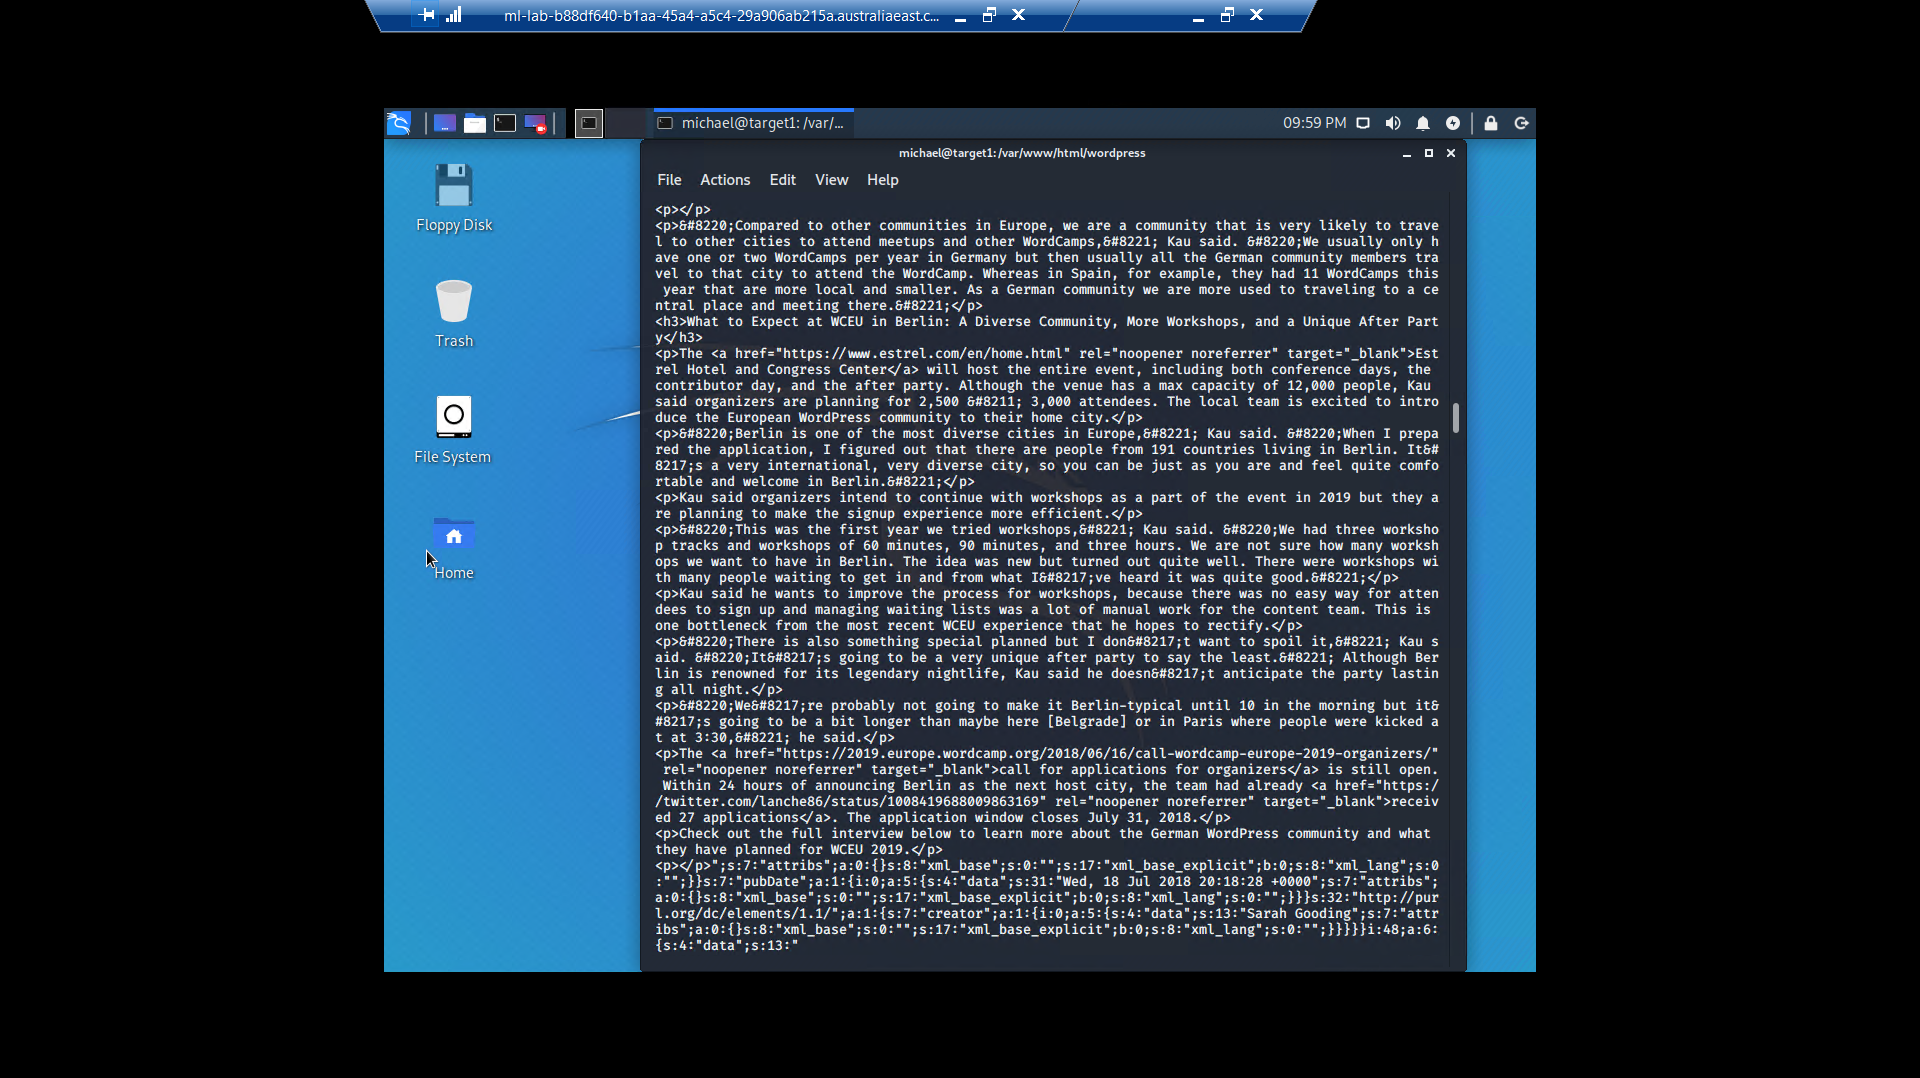 ml-lab-b88df640-b1aa-45a4-a5c4-29a906ab215a.australiaeast.c...
michael@target1: /var/...
09:59 PM
Floppy Disk
Trash
File System
Home
michael@target1:/var/www/html/wordpress
File Actions Edit View Help
<p></p>
<p>&#8220;Compared to other communities in Europe, we are a community that is very likely to trave
l to other cities to attend meetups and other WordCamps,&#8221; Kau said. &#8220;We usually only h
ave one or two WordCamps per year in Germany but then usually all the German community members tra
vel to that city to attend the WordCamp. Whereas in Spain, for example, they had 11 WordCamps this
 year that are more local and smaller. As a German community we are more used to traveling to a ce
ntral place and meeting there.&#8221;</p>
<h3>What to Expect at WCEU in Berlin: A Diverse Community, More Workshops, and a Unique After Part
y</h3>
<p>The <a href="https://www.estrel.com/en/home.html" rel="noopener noreferrer" target="_blank">Est
rel Hotel and Congress Center</a> will host the entire event, including both conference days, the
contributor day, and the after party. Although the venue has a max capacity of 12,000 people, Kau
said organizers are planning for 2,500 &#8211; 3,000 attendees. The local team is excited to intro
duce the European WordPress community to their home city.</p>
<p>&#8220;Berlin is one of the most diverse cities in Europe,&#8221; Kau said. &#8220;When I prepa
red the application, I figured out that there are people from 191 countries living in Berlin. It&#
8217;s a very international, very diverse city, so you can be just as you are and feel quite comfo
rtable and welcome in Berlin.&#8221;</p>
<p>Kau said organizers intend to continue with workshops as a part of the event in 2019 but they a
re planning to make the signup experience more efficient.</p>
<p>&#8220;This was the first year we tried workshops,&#8221; Kau said. &#8220;We had three worksho
p tracks and workshops of 60 minutes, 90 minutes, and three hours. We are not sure how many worksh
ops we want to have in Berlin. The idea was new but turned out quite well. There were workshops wi
th many people waiting to get in and from what I&#8217;ve heard it was quite good.&#8221;</p>
<p>Kau said he wants to improve the process for workshops, because there was no easy way for atten
dees to sign up and managing waiting lists was a lot of manual work for the content team. This is
one bottleneck from the most recent WCEU experience that he hopes to rectify.</p>
<p>&#8220;There is also something special planned but I don&#8217;t want to spoil it,&#8221; Kau s
aid. &#8220;It&#8217;s going to be a very unique after party to say the least.&#8221; Although Ber
lin is renowned for its legendary nightlife, Kau said he doesn&#8217;t anticipate the party lastin
g all night.</p>
<p>&#8220;We&#8217;re probably not going to make it Berlin-typical until 10 in the morning but it&
#8217;s going to be a bit longer than maybe here [Belgrade] or in Paris where people were kicked a
t at 3:30,&#8221; he said.</p>
<p>The <a href="https://2019.europe.wordcamp.org/2018/06/16/call-wordcamp-europe-2019-organizers/"
 rel="noopener noreferrer" target="_blank">call for applications for organizers</a> is still open.
 Within 24 hours of announcing Berlin as the next host city, the team had already <a href="https:/
/twitter.com/lanche86/status/1008419688009863169" rel="noopener noreferrer" target="_blank">receiv
ed 27 applications</a>. The application window closes July 31, 2018.</p>
<p>Check out the full interview below to learn more about the German WordPress community and what
they have planned for WCEU 2019.</p>
<p></p>";s:7:"attribs";a:0:{}s:8:"xml_base";s:0:"";s:17:"xml_base_explicit";b:0;s:8:"xml_lang";s:0
:"";}}s:7:"pubDate";a:1:{i:0;a:5:{s:4:"data";s:31:"Wed, 18 Jul 2018 20:18:28 +0000";s:7:"attribs";
a:0:{}s:8:"xml_base";s:0:"";s:17:"xml_base_explicit";b:0;s:8:"xml_lang";s:0:"";}}}s:32:"http://pur
l.org/dc/elements/1.1/";a:1:{s:7:"creator";a:1:{i:0;a:5:{s:4:"data";s:13:"Sarah Gooding";s:7:"attr
ibs";a:0:{}s:8:"xml_base";s:0:"";s:17:"xml_base_explicit";b:0;s:8:"xml_lang";s:0:"";}}}}}i:48;a:6:
{s:4:"data";s:13:"